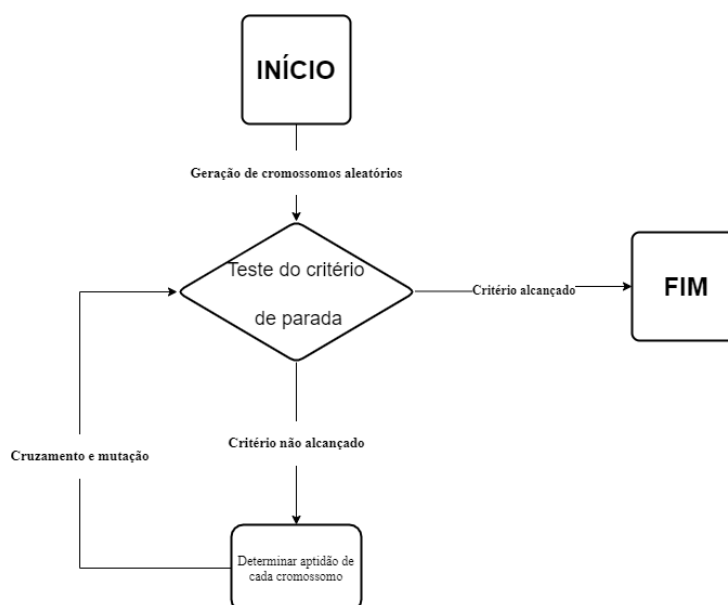 INÍCIO
Geração de cromossomos aleatórios
Teste do critério
de parada
Critério alcançado
FIM
Critério não alcançado
Cruzamento e mutação
Determinar aptidão de
cada cromossomo